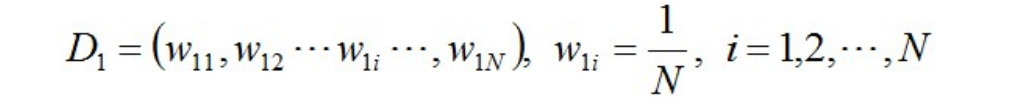 D₁ = (w₁₁, w₁₂ ⋯ w₁ᵢ ⋯, w₁N), w₁ᵢ = 1/N, i = 1,2,⋯,N